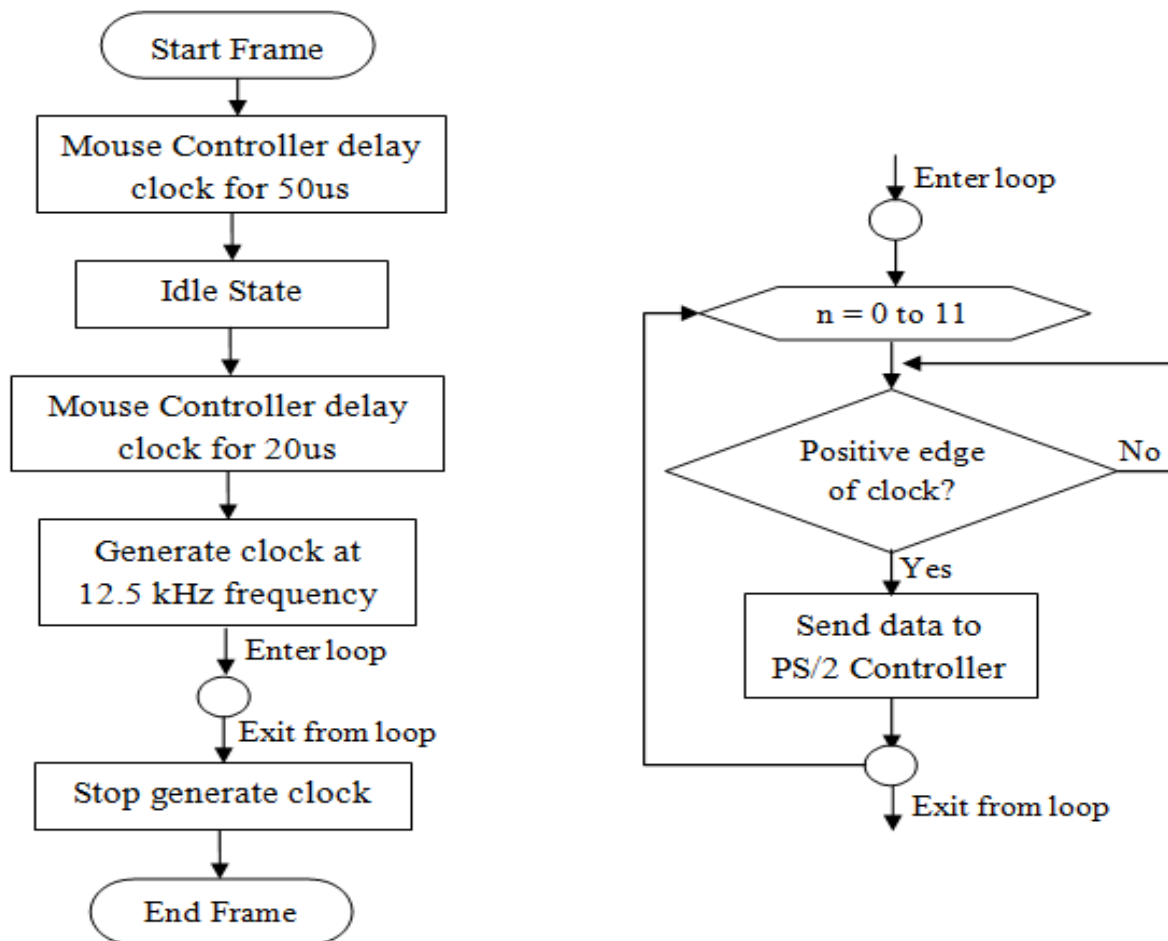 Start Frame
Mouse Controller delay
clock for 50us
Idle State
Mouse Controller delay
clock for 20us
Generate clock at
12.5 kHz frequency
Enter loop
Exit from loop
Stop generate clock
End Frame
Enter loop
n = 0 to 11
Positive edge
of clock?
No
Yes
Send data to
PS/2 Controller
Exit from loop